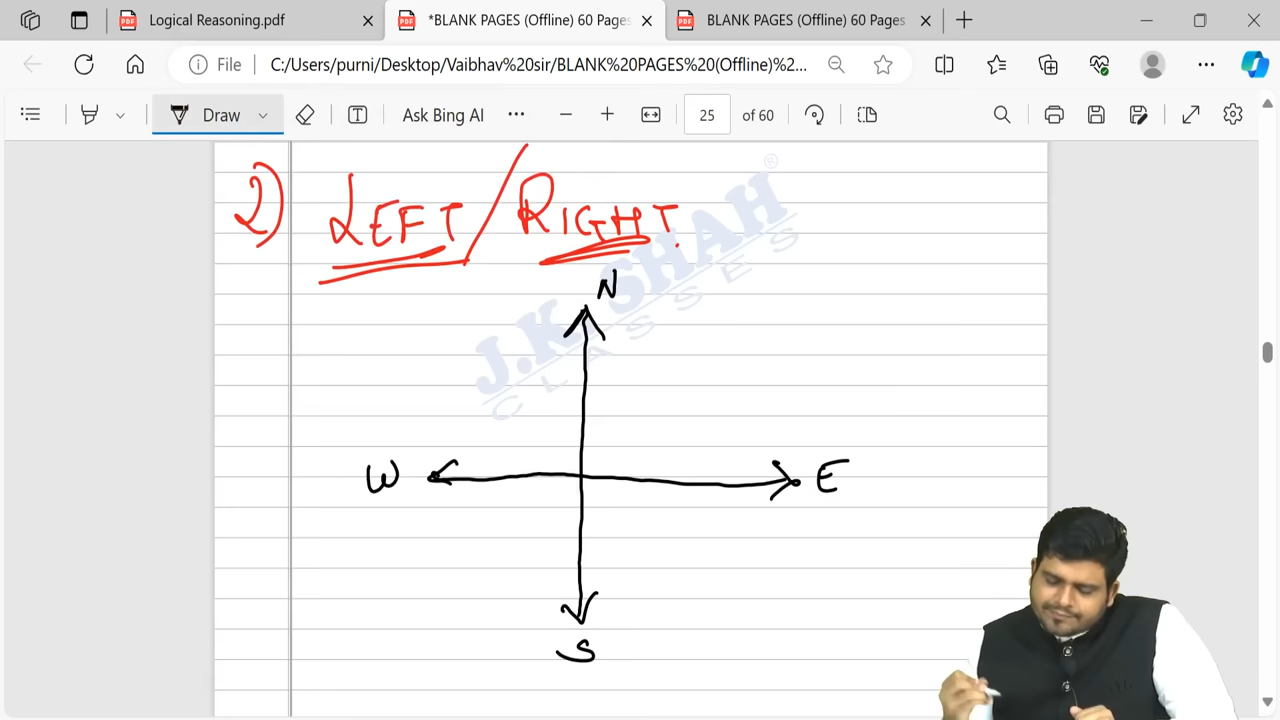 Logical Reasoning.pdf
*BLANK PAGES (Offline) 60 Pages
BLANK PAGES (Offline) 60 Pages
File
C:/Users/purni/Desktop/Vaibhav%20sir/BLANK%20PAGES%20(Offline)%2...
Draw
Ask Bing AI
25
of 60
2) LEFT/RIGHT.
J.K. SHAH®
CLASSES
N
W
E
S